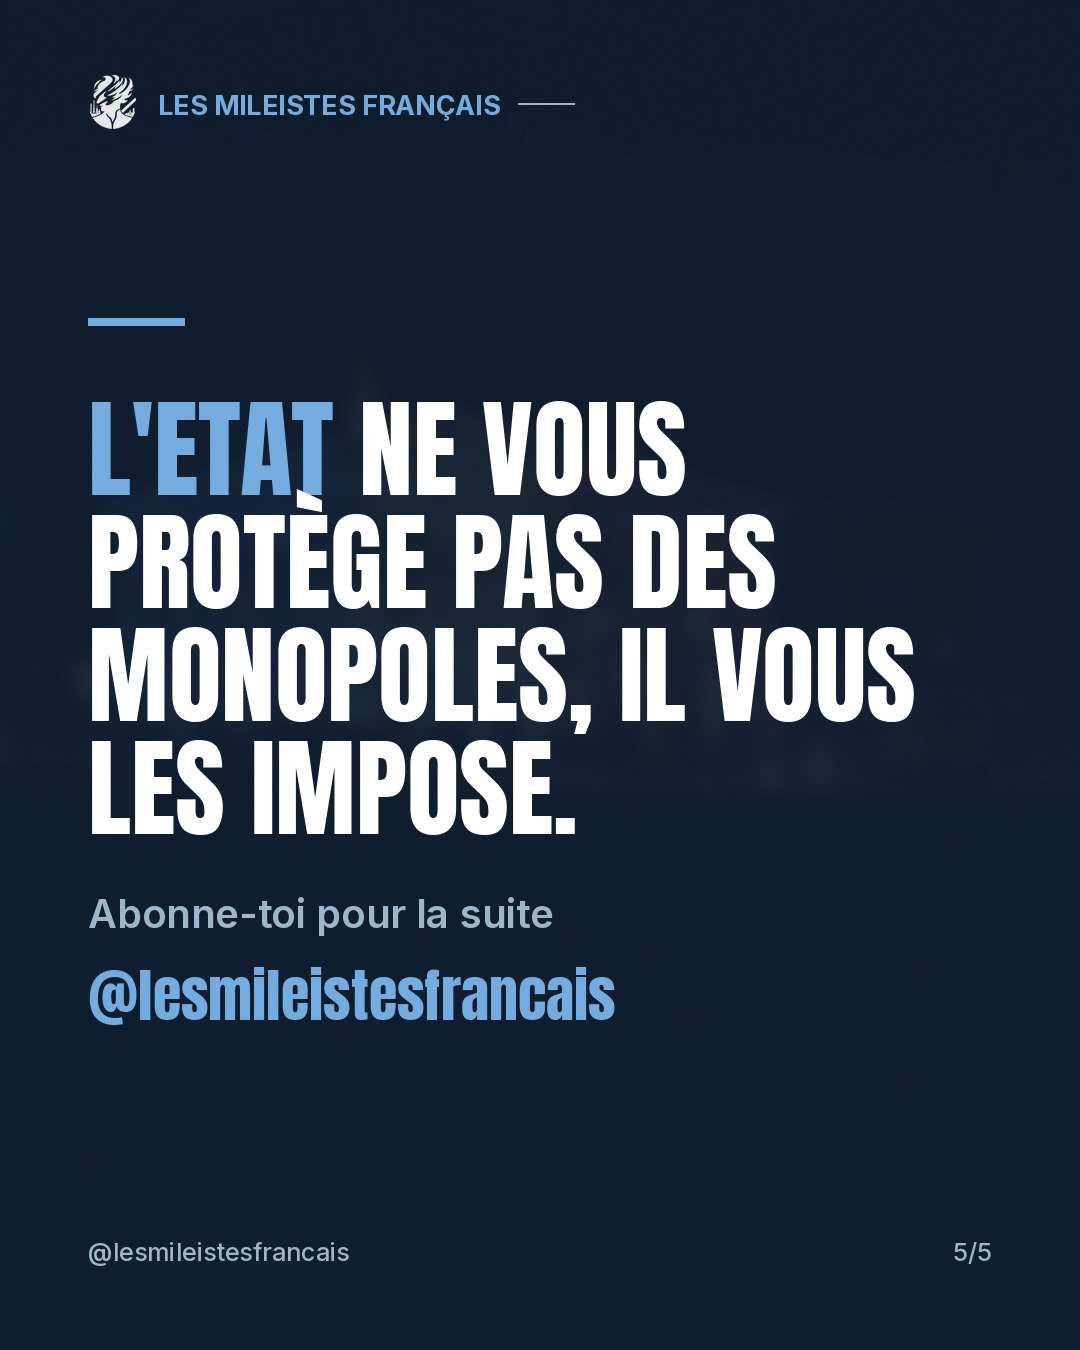 LES MILEISTES FRANÇAIS
L'ETAT NE VOUS
PROTÈGE PAS DES
MONOPOLES, IL VOUS
LES IMPOSE.
Abonne-toi pour la suite
@lesmileistesfrancais
@lesmileistesfrancais
5/5